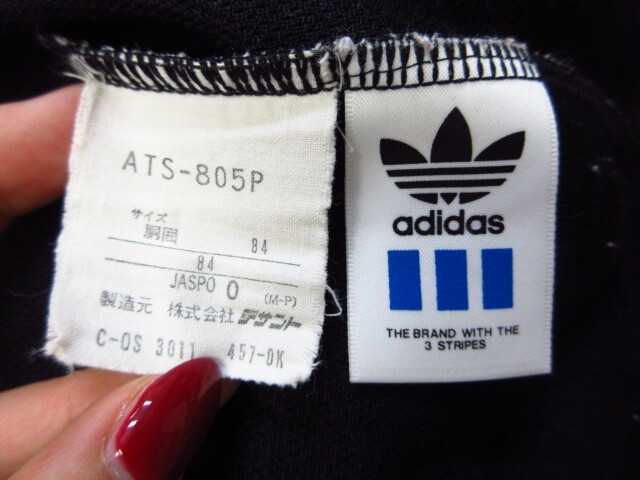 ATS-805P
サイズ
胴囲 84
84
JASPO O (M-P)
製造元 株式会社デサント
C-OS 3011 457-OK
adidas
THE BRAND WITH THE
3 STRIPES